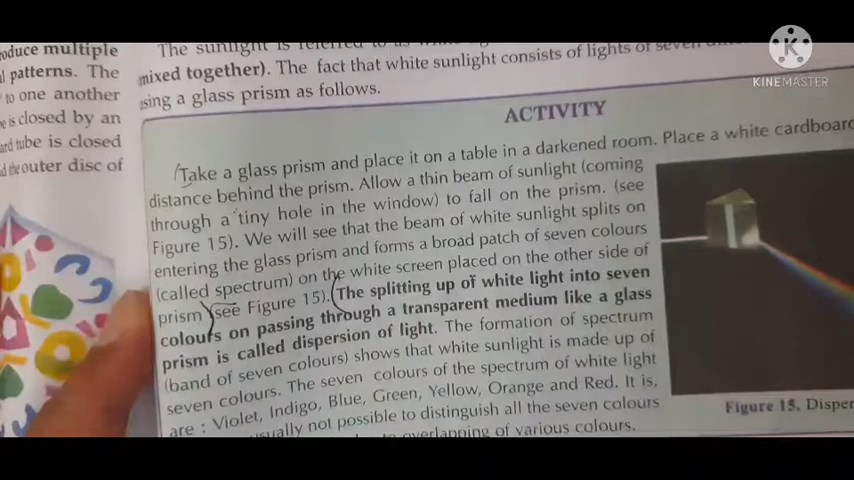 oduce multiple
patterns. The
to one another
e is closed by an
ard tube is closed
the outer disc of
The sunlight is referred to as
mixed together). The fact that white sunlight consists of lights of seven
sing a glass prism as follows.
ACTIVITY
Take a glass prism and place it on a table in a darkened room. Place a white cardboard
distance behind the prism. Allow a thin beam of sunlight (coming
through a tiny hole in the window) to fall on the prism. (see
Figure 15). We will see that the beam of white sunlight splits on
entering the glass prism and forms a broad patch of seven colours
(called spectrum) on the white screen placed on the other side of
prism (see Figure 15). The splitting up of white light into seven
colours on passing through a transparent medium like a glass
prism is called dispersion of light. The formation of spectrum
(band of seven colours) shows that white sunlight is made up of
seven colours. The seven colours of the spectrum of white light
are : Violet, Indigo, Blue, Green, Yellow, Orange and Red. It is,
usually not possible to distinguish all the seven colours
overlapping of various colours.
Figure 15. Disper
KINEMASTER